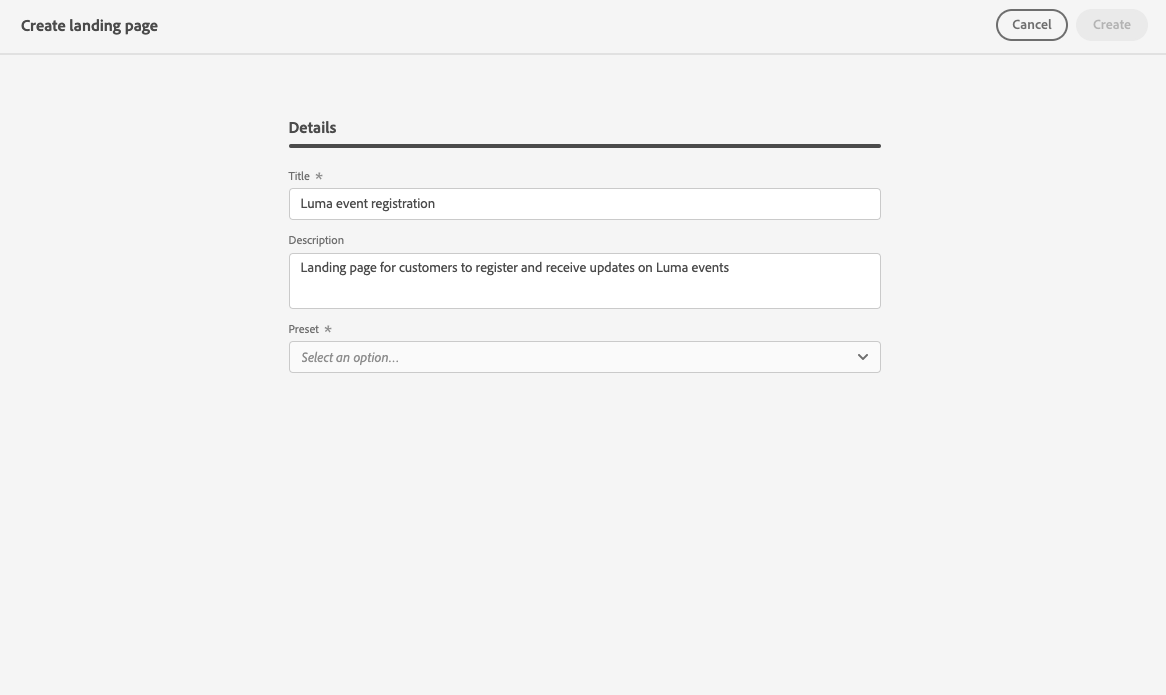 Create landing page
Cancel
Create
Details
Title *
Luma event registration
Description
Landing page for customers to register and receive updates on Luma events
Preset *
Select an option...